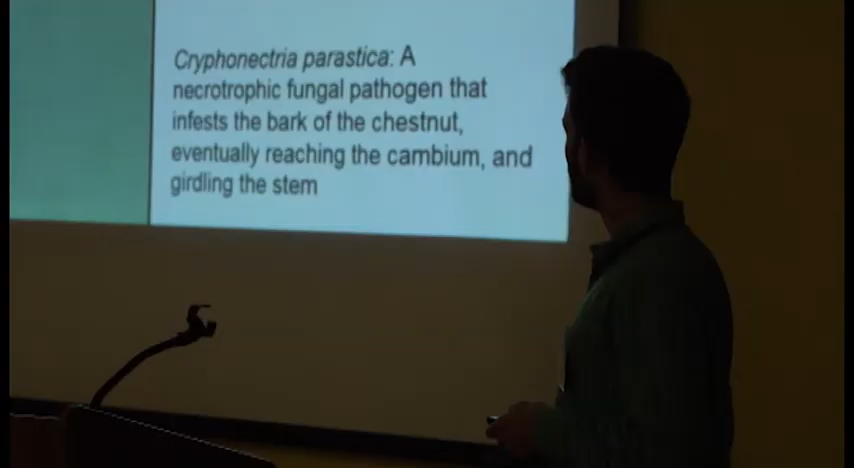 Cryphonectria parastica: A
necrotrophic fungal pathogen that
infests the bark of the chestnut,
eventually reaching the cambium, and
girdling the stem